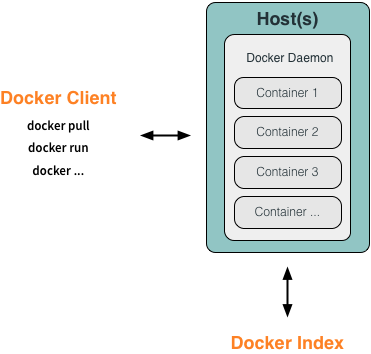 Host(s)
Docker Daemon
Container 1
Container 2
Container 3
Container ...
Docker Client
docker pull
docker run
docker ...
Docker Index